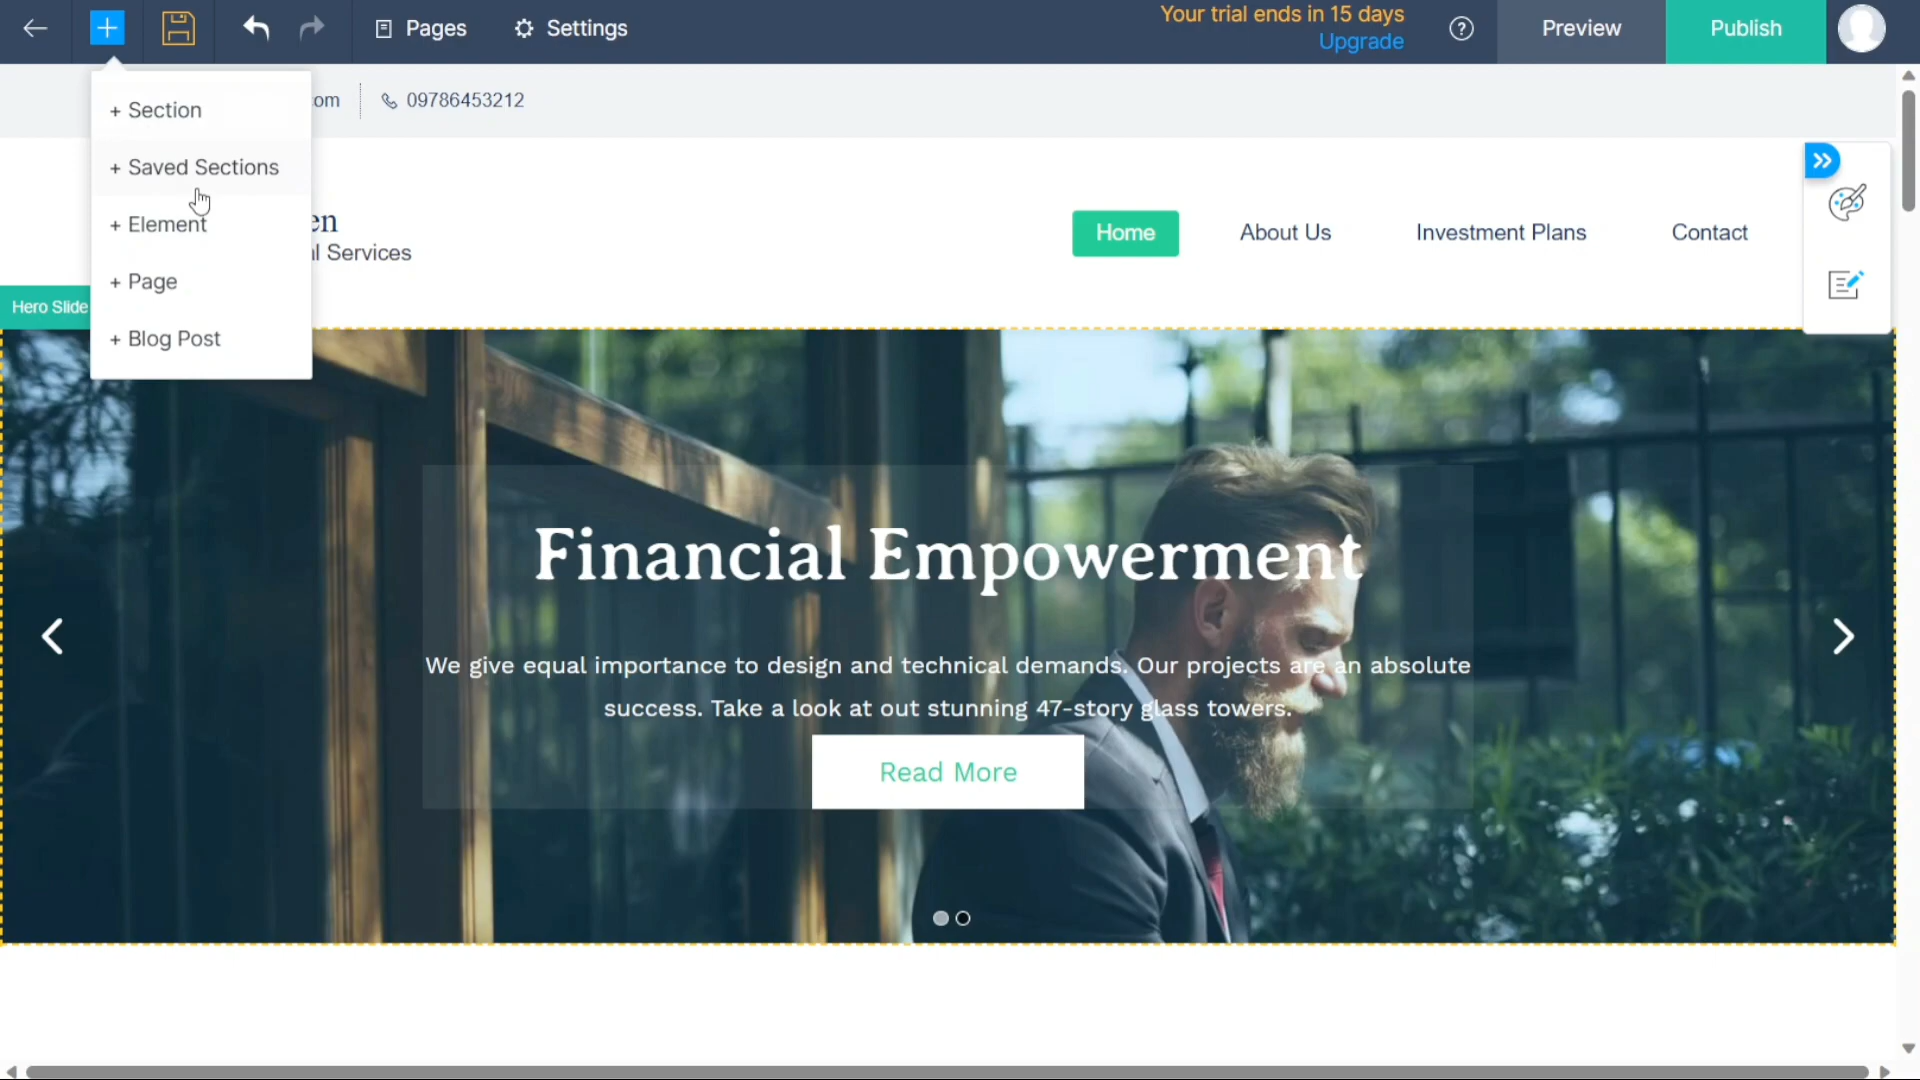 Pages
Settings
Your trial ends in 15 days
Upgrade
Preview
Publish
+ Section
+ Saved Sections
+ Element
+ Page
+ Blog Post
om
09786453212
en
l Services
Home
About Us
Investment Plans
Contact
Hero Slide
Financial Empowerment
We give equal importance to design and technical demands. Our projects are an absolute
success. Take a look at out stunning 47-story glass towers.
Read More